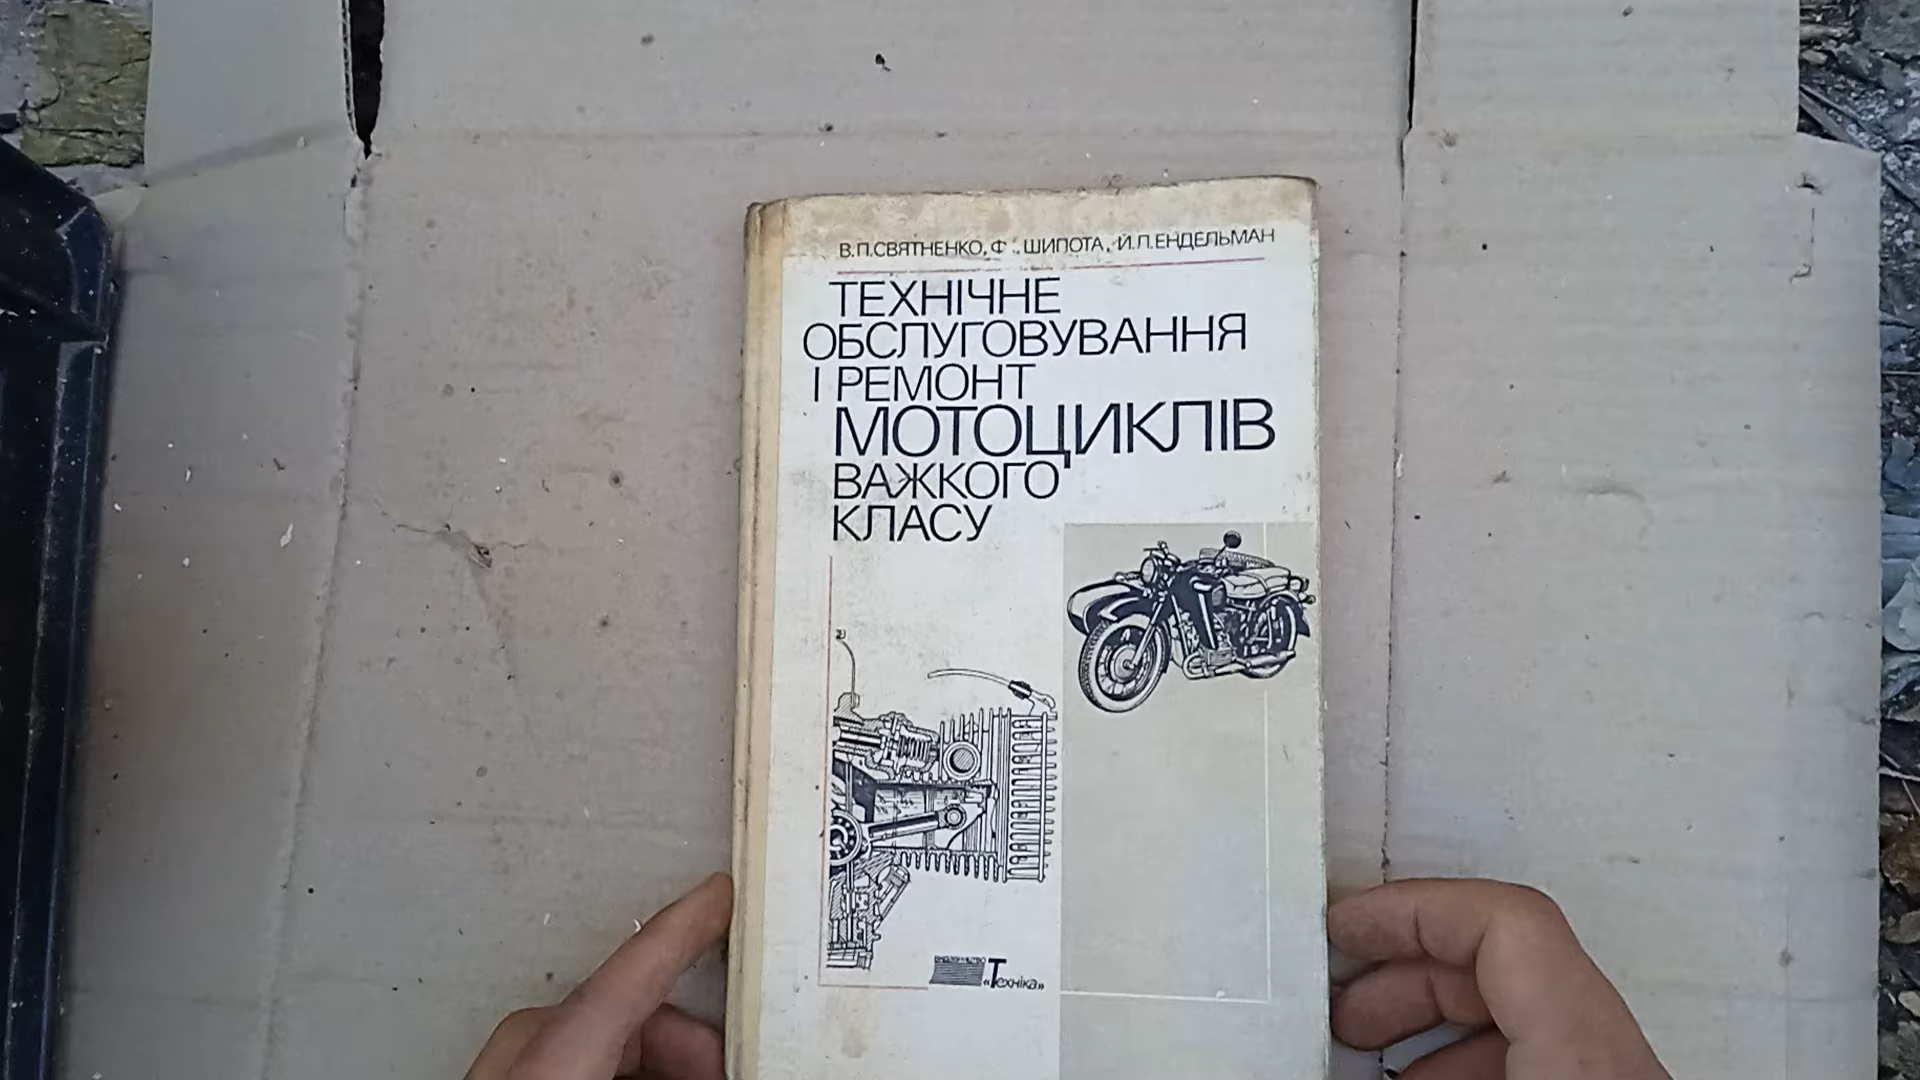 В.П.СВЯТНЕНКО, Ф . ШИПОТА, Й.Л.ЕНДЕЛЬМАН
ТЕХНІЧНЕ
ОБСЛУГОВУВАННЯ
І РЕМОНТ
МОТОЦИКЛІВ
ВАЖКОГО
КЛАСУ
«Техніка»